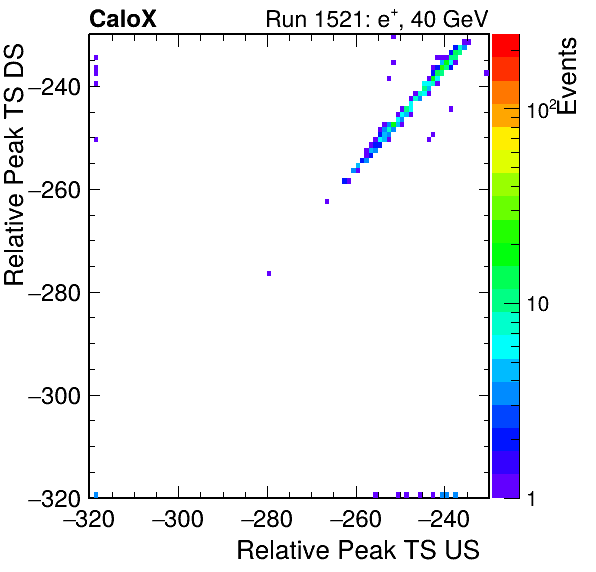 CaloX Run 1521: e⁺, 40 GeV
Relative Peak TS DS
−240
−260
−280
−300
−320
−320 −300 −280 −260 −240
Relative Peak TS US
Events
10²
10
1